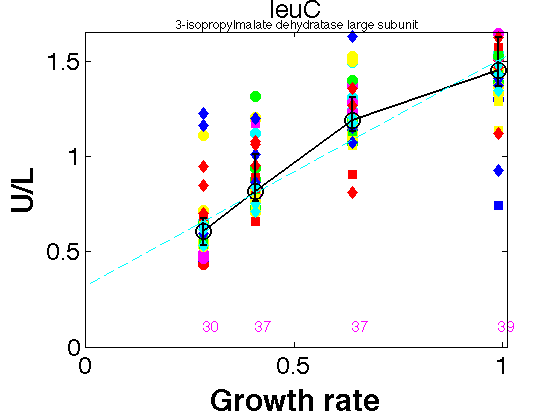 leuC
3-isopropylmalate dehydratase large subunit
1.5
1
U/L
0.5
30 37 37 39
0
0 0.5 1
Growth rate